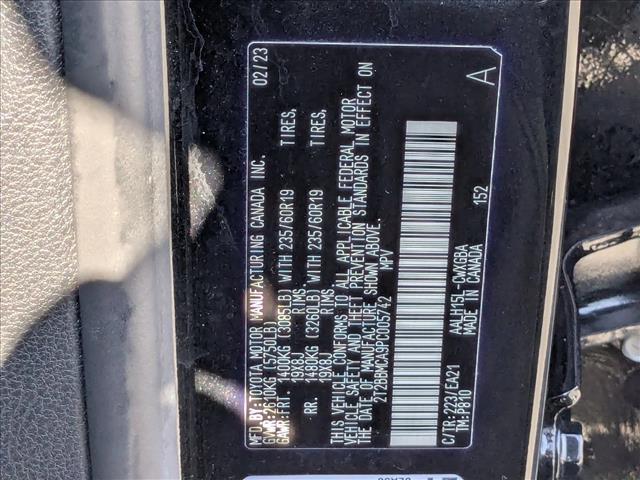 MFD.BY:TOYOTA MOTOR MANUFACTURING CANADA INC. 02/23
GVWR:2610KG(5750LB)
GAWR:FRT. 1400KG(3085LB) WITH 235/60R19 TIRES,
19X8J RIMS.
RR. 1480KG(3260LB) WITH 235/60R19 TIRES,
19X8J RIMS.
THIS VEHICLE CONFORMS TO ALL APPLICABLE FEDERAL MOTOR
VEHICLE SAFETY AND THEFT PREVENTION STANDARDS IN EFFECT ON
THE DATE OF MANUFACTURE SHOWN ABOVE.
MPV
A
C/TR:223/EA21 AALH15L-CWXGBA 152
TM:P810 MADE IN CANADA